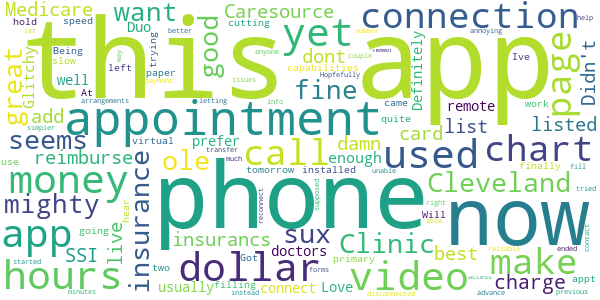 Medicare hold speed Duo want yet Caresource connection
Being slow trying cutting better annoying help
great Glitchy well left paper dont good this app page Didn't
At capabilities Definitely
add appointment fine came remote
seems virtual prefer call damn quite list listed work
use reimburse ole enough card used chart finally
money tomorrow installed
mighty insurance phone Cleveland now
app going SSI live hear insurancs sux Clinic make
hours usually filling dollar doctors video best charge appt
two connect Got Love primary
started minutes forms instead disconnected advance previous
let may anyone couple issues Hopefully Ive number
arrangements letting info payment
simpler much transfer reconnect supposed unable Will right
reliable ended access contact tried fill